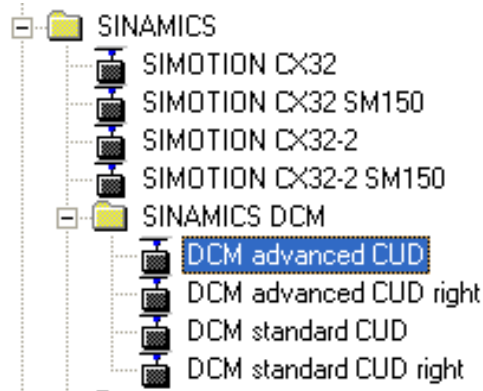 SINAMICS
SIMOTION CX32
SIMOTION CX32 SM150
SIMOTION CX32-2
SIMOTION CX32-2 SM150
SINAMICS DCM
DCM advanced CUD
DCM advanced CUD right
DCM standard CUD
DCM standard CUD right